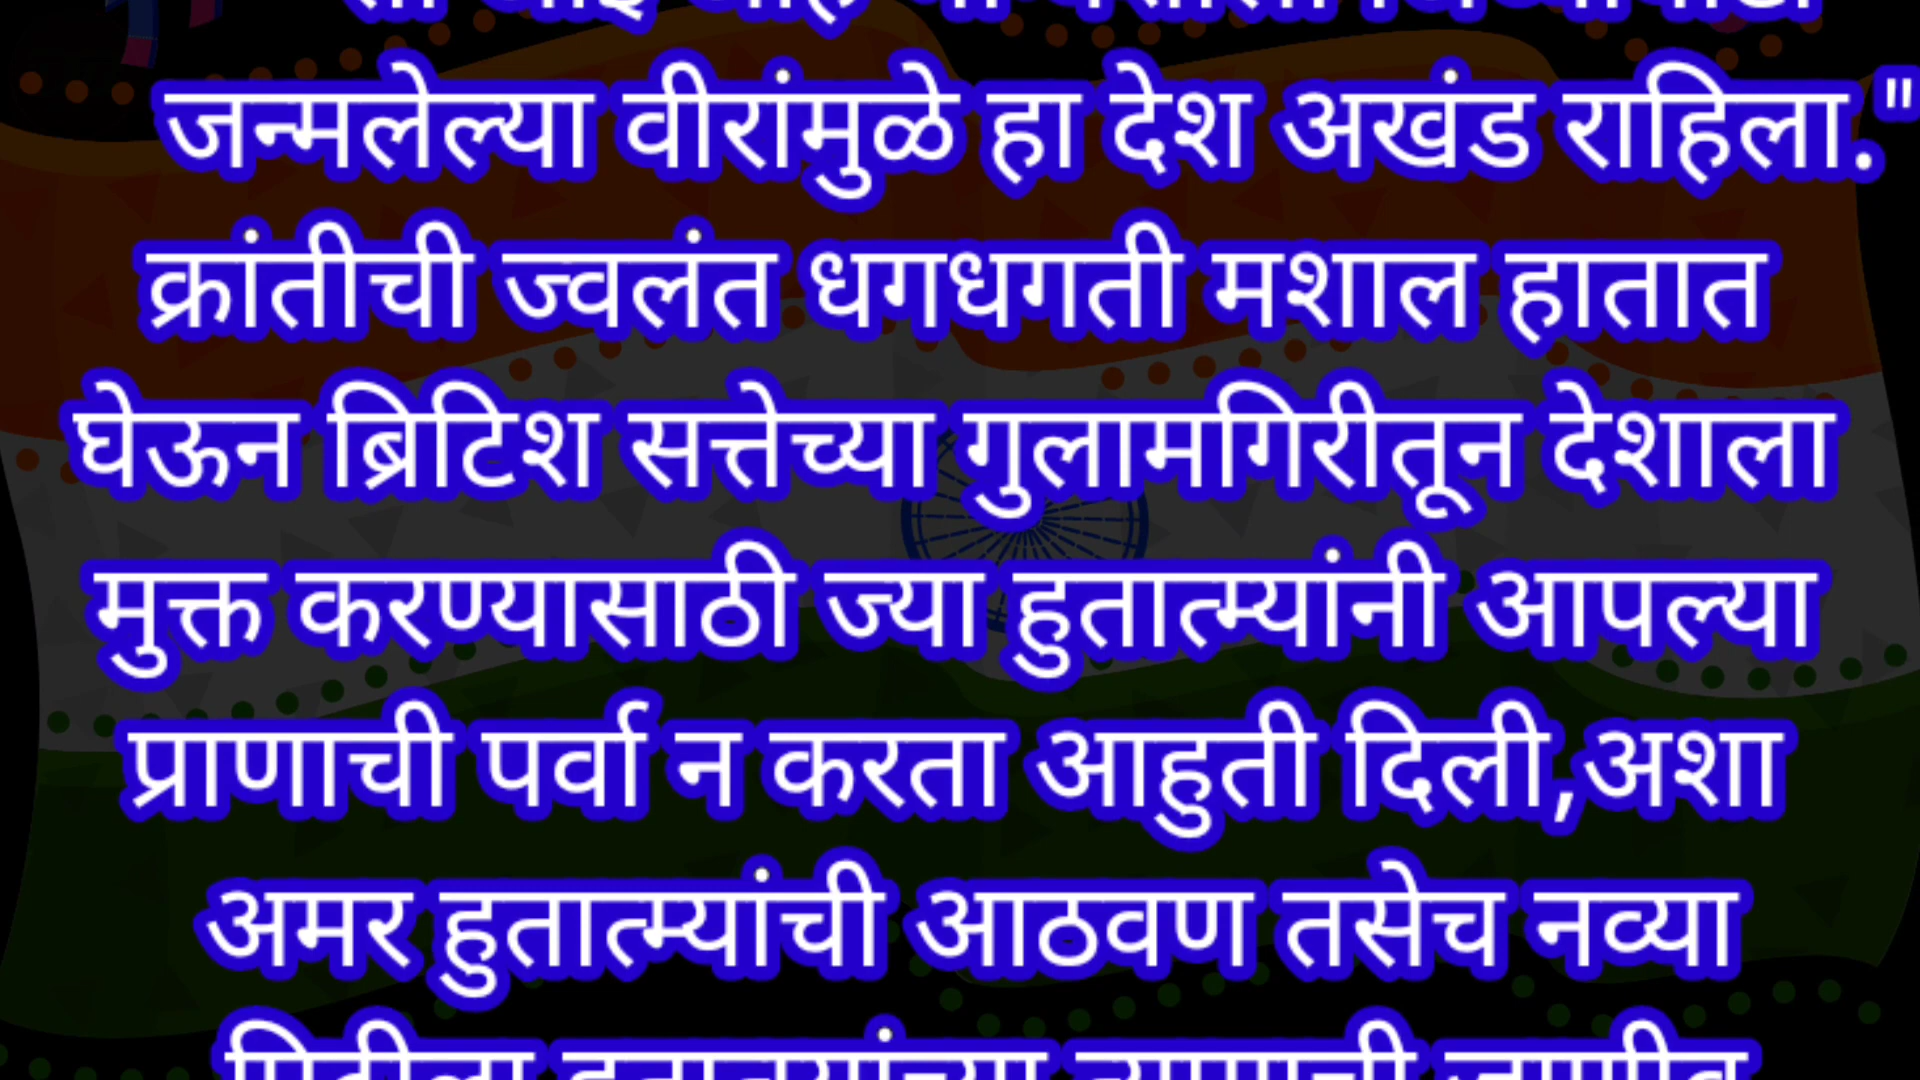 जन्मलेल्या वीरांमुळे हा देश अखंड राहिला."
क्रांतीची ज्वलंत धगधगती मशाल हातात
घेऊन ब्रिटिश सत्तेच्या गुलामगिरीतून देशाला
मुक्त करण्यासाठी ज्या हुतात्म्यांनी आपल्या
प्राणाची पर्वा न करता आहुती दिली,अशा
अमर हुतात्म्यांची आठवण तसेच नव्या